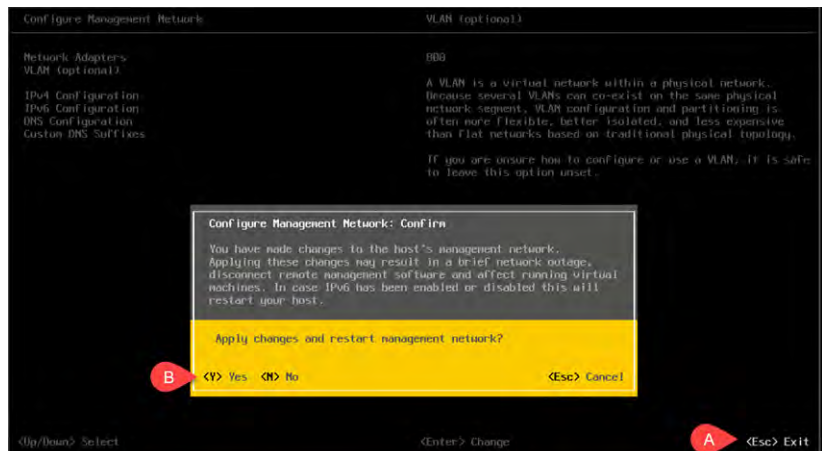 Configure Management Network
VLAN (optional)
Network Adapters
VLAN (optional)
IPv4 Configuration
IPv6 Configuration
DNS Configuration
Custom DNS Suffixes
A VLAN is a virtual network within a physical network.
Because several VLANs can co-exist on the same physical
network segment, VLAN configuration and partitioning is
often more flexible, better isolated, and less expensive
than flat networks based on traditional physical topology.
If you are unsure how to configure or use a VLAN, it is safe
to leave this option unset.
Configure Management Network: Confirm
You have made changes to the host's management network.
Applying these changes may result in a brief network outage,
disconnect remote management software and affect running virtual
machines. In case IPv6 has been enabled or disabled this will
restart your host.
Apply changes and restart management network?
B
<Y> Yes <N> No
<Esc> Cancel
<Up/Down> Select
<Enter> Change
A
<Esc> Exit